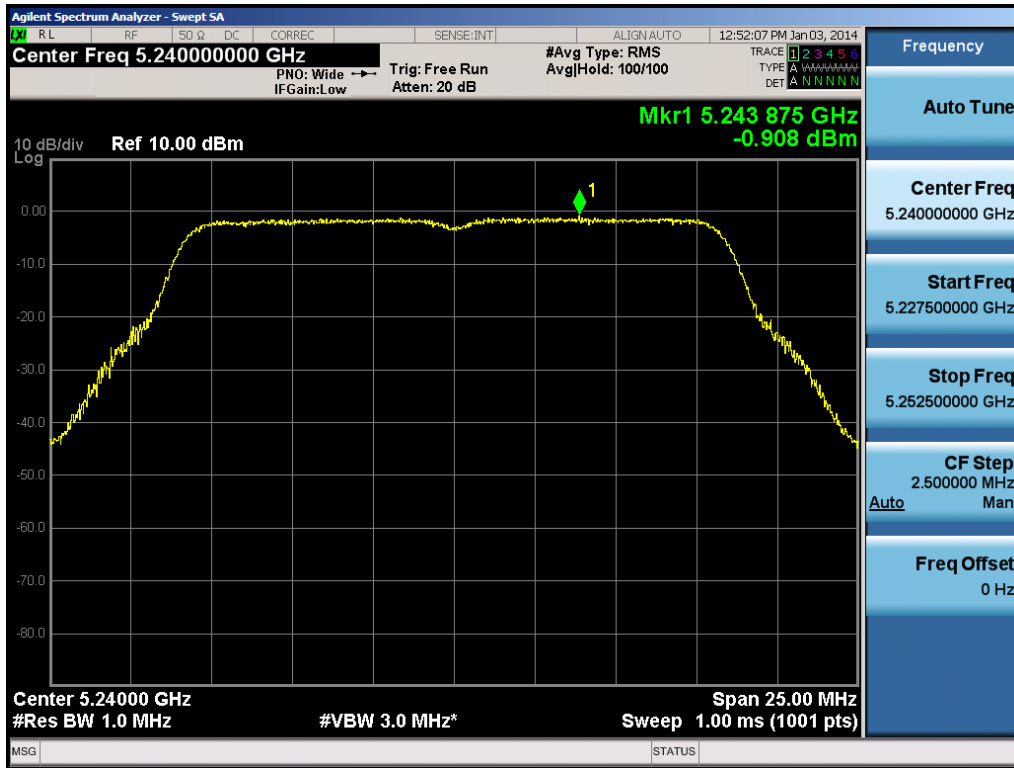 Agilent Spectrum Analyzer - Swept SA
LXI RL RF 50 Ω DC CORREC SENSE:INT ALIGN AUTO 12:52:07 PM Jan 03, 2014
Center Freq 5.240000000 GHz
PNO: Wide
IFGain:Low
Trig: Free Run
Atten: 20 dB
#Avg Type: RMS
Avg|Hold: 100/100
TRACE 1 2 3 4 5 6
TYPE A WWWWW
DET A N N N N N
Mkr1 5.243 875 GHz
-0.908 dBm
10 dB/div Ref 10.00 dBm
Log
1
0.00
-10.0
-20.0
-30.0
-40.0
-50.0
-60.0
-70.0
-80.0
Center 5.24000 GHz Span 25.00 MHz
#Res BW 1.0 MHz #VBW 3.0 MHz* Sweep 1.00 ms (1001 pts)
MSG STATUS
Frequency
Auto Tune
Center Freq
5.240000000 GHz
Start Freq
5.227500000 GHz
Stop Freq
5.252500000 GHz
CF Step
2.500000 MHz
Auto Man
Freq Offset
0 Hz